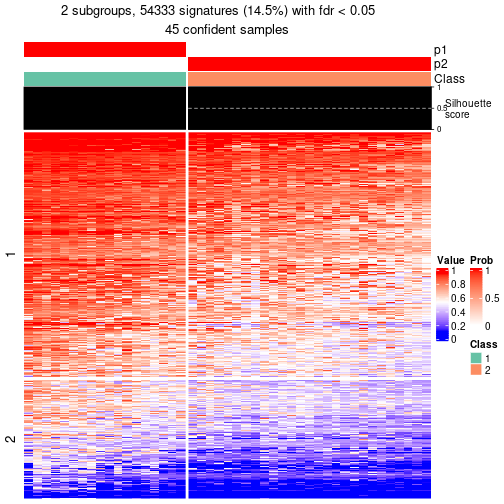 2 subgroups, 54333 signatures (14.5%) with fdr < 0.05
45 confident samples
p1
p2
Class
1
0.5
0
Silhouette
score
1
2
Value
1
0.8
0.6
0.4
0.2
0
Prob
1
0.5
0
Class
1
2